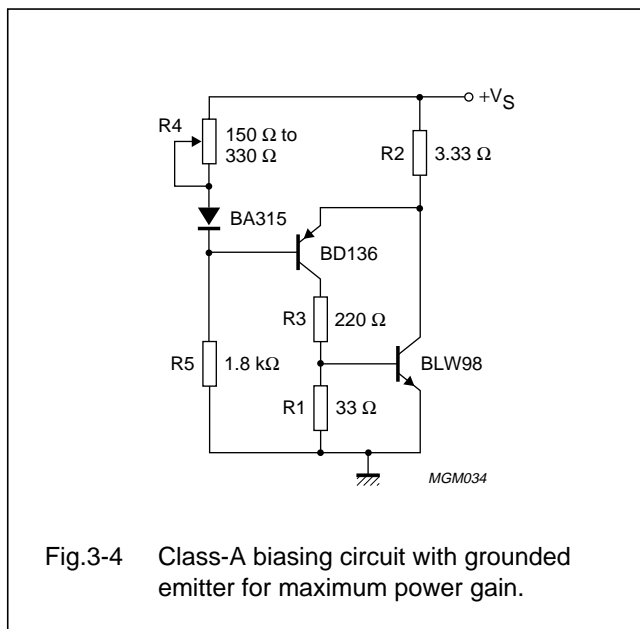 +VS
R4
150 Ω to
330 Ω
R2
3.33 Ω
BA315
BD136
R3
220 Ω
BLW98
R5
1.8 kΩ
R1
33 Ω
MGM034
Fig.3-4 Class-A biasing circuit with grounded
emitter for maximum power gain.